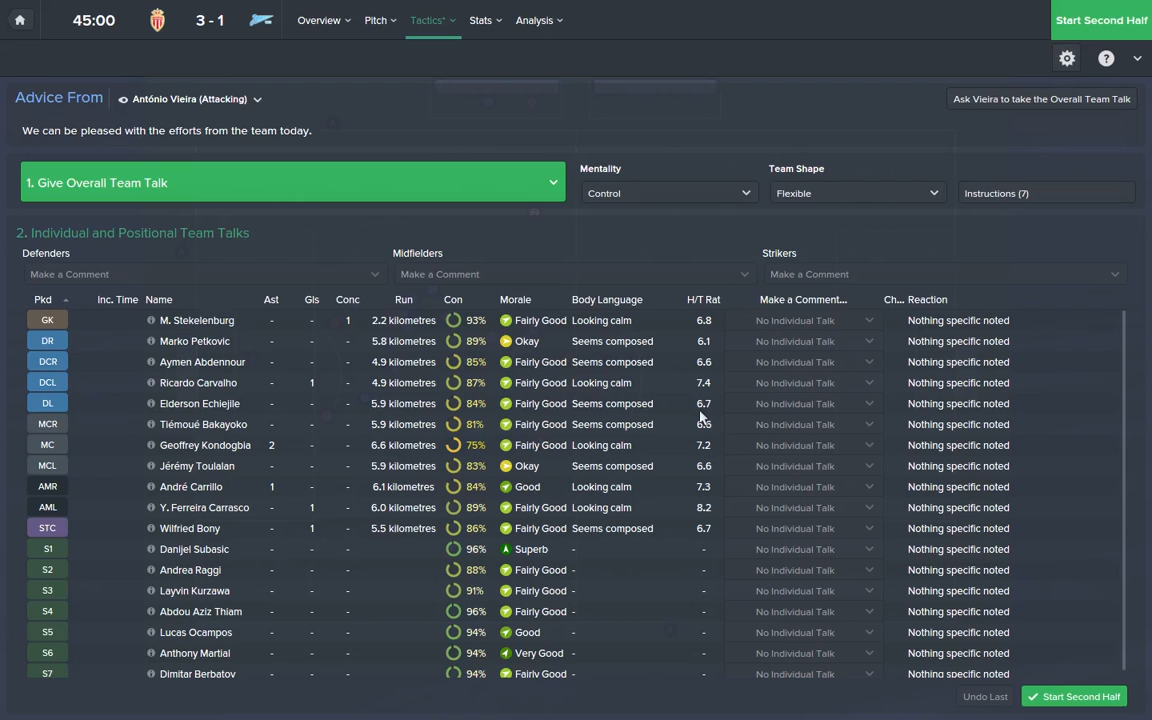 45:00 3 - 1 Overview Pitch Tactics* Stats Analysis Start Second Half
?
Advice From António Vieira (Attacking) Ask Vieira to take the Overall Team Talk
We can be pleased with the efforts from the team today.
Mentality Team Shape
1. Give Overall Team Talk Control Flexible Instructions (7)
2. Individual and Positional Team Talks
Defenders Midfielders Strikers
Make a Comment Make a Comment Make a Comment
Pkd Inc. Time Name Ast Gls Conc Run Con Morale Body Language H/T Rat Make a Comment... Ch... Reaction
GK M. Stekelenburg - - 1 2.2 kilometres 93% Fairly Good Looking calm 6.8 No Individual Talk Nothing specific noted
DR Marko Petkovic - - - 5.8 kilometres 89% Okay Seems composed 6.1 No Individual Talk Nothing specific noted
DCR Aymen Abdennour - - - 4.9 kilometres 85% Fairly Good Seems composed 6.6 No Individual Talk Nothing specific noted
DCL Ricardo Carvalho - 1 - 4.9 kilometres 87% Fairly Good Looking calm 7.4 No Individual Talk Nothing specific noted
DL Elderson Echiejile - - - 5.9 kilometres 84% Fairly Good Seems composed 6.7 No Individual Talk Nothing specific noted
MCR Tiémoué Bakayoko - - - 5.9 kilometres 81% Fairly Good Seems composed No Individual Talk Nothing specific noted
MC Geoffrey Kondogbia 2 - - 6.6 kilometres 75% Fairly Good Looking calm 7.2 No Individual Talk Nothing specific noted
MCL Jérémy Toulalan - - - 5.9 kilometres 83% Okay Seems composed 6.6 No Individual Talk Nothing specific noted
AMR André Carrillo 1 - - 6.1 kilometres 84% Good Looking calm 7.3 No Individual Talk Nothing specific noted
AML Y. Ferreira Carrasco - 1 - 6.0 kilometres 89% Fairly Good Looking calm 8.2 No Individual Talk Nothing specific noted
STC Wilfried Bony - 1 - 5.5 kilometres 86% Fairly Good Seems composed 6.7 No Individual Talk Nothing specific noted
S1 Danijel Subasic - - - 96% Superb - - No Individual Talk Nothing specific noted
S2 Andrea Raggi - - - 88% Fairly Good - - No Individual Talk Nothing specific noted
S3 Layvin Kurzawa - - - 91% Fairly Good - - No Individual Talk Nothing specific noted
S4 Abdou Aziz Thiam - - - 96% Fairly Good - - No Individual Talk Nothing specific noted
S5 Lucas Ocampos - - - 94% Good - - No Individual Talk Nothing specific noted
S6 Anthony Martial - - - 94% Very Good - - No Individual Talk Nothing specific noted
S7 Dimitar Berbatov - - - 94% Fairly Good - - No Individual Talk Nothing specific noted
Undo Last Start Second Half